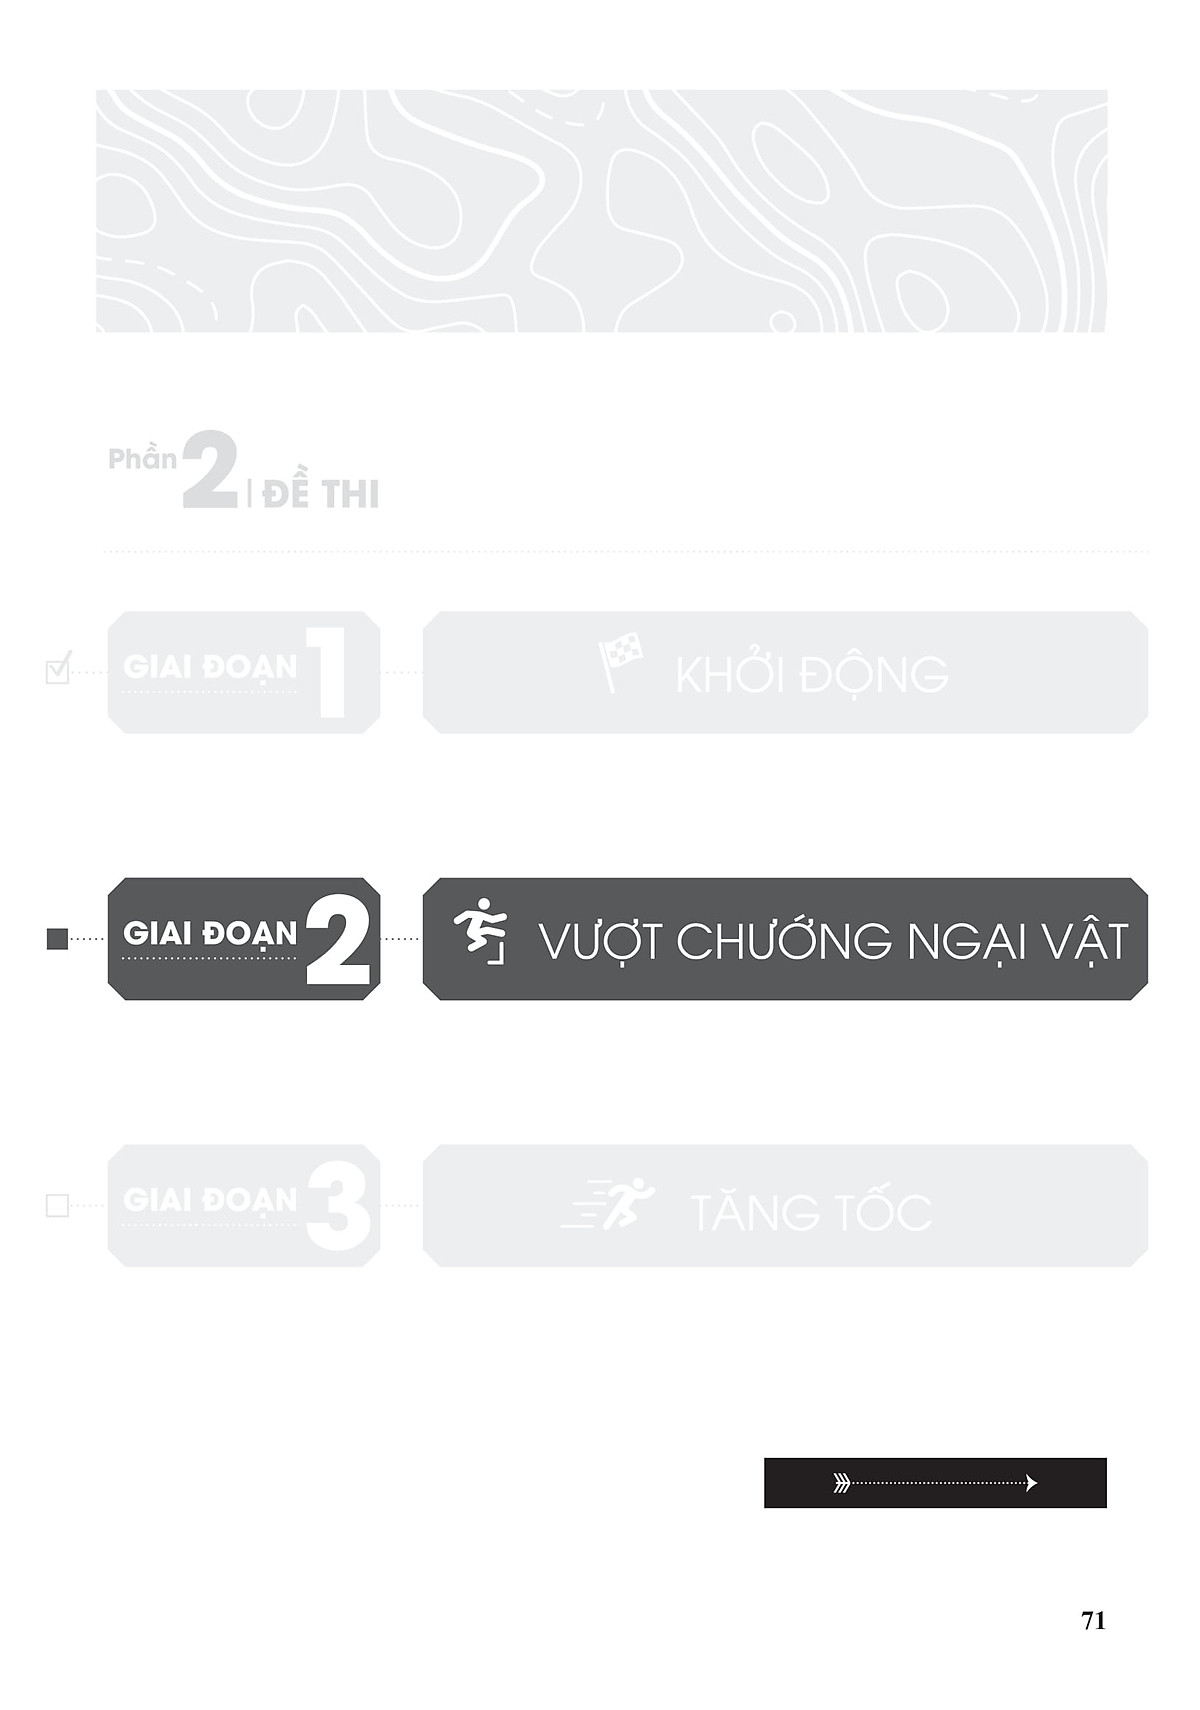 Phần 2 | ĐỀ THI
GIAI ĐOẠN 1 KHỞI ĐỘNG
GIAI ĐOẠN 2 VƯỢT CHƯỚNG NGẠI VẬT
GIAI ĐOẠN 3 TĂNG TỐC
71